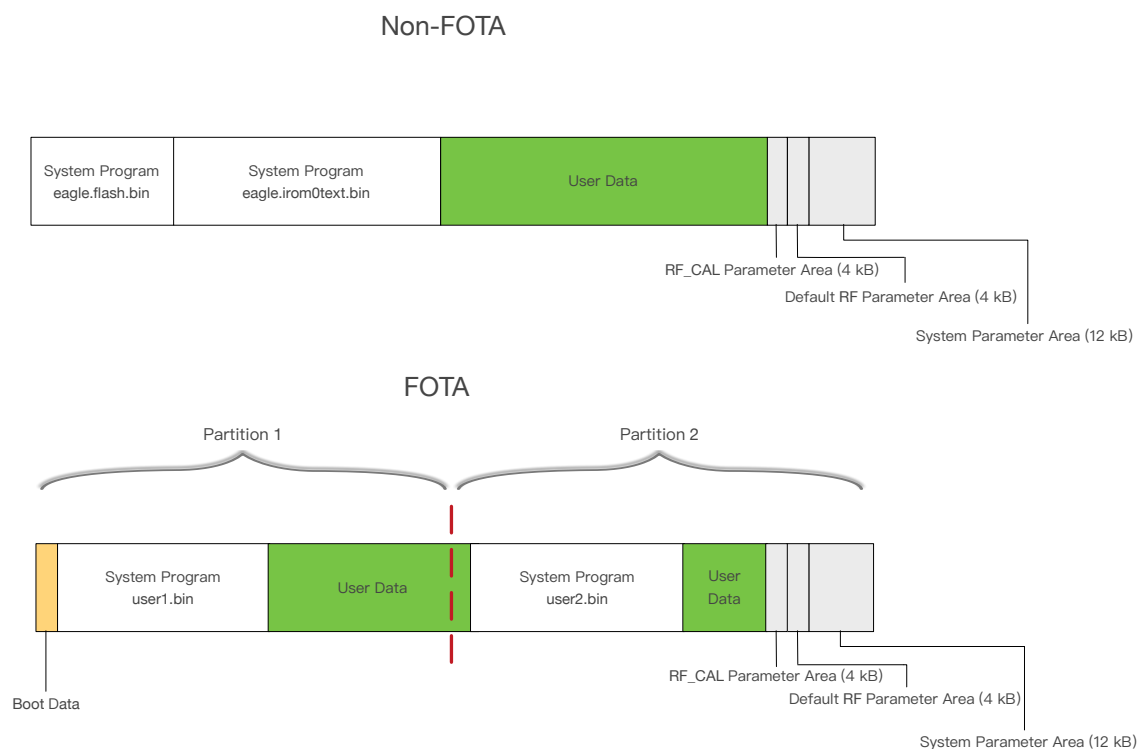 Non-FOTA
System Program
eagle.flash.bin
System Program
eagle.irom0text.bin
User Data
RF_CAL Parameter Area (4 kB)
Default RF Parameter Area (4 kB)
System Parameter Area (12 kB)
FOTA
Partition 1
Partition 2
System Program
user1.bin
User Data
System Program
user2.bin
User
Data
RF_CAL Parameter Area (4 kB)
Default RF Parameter Area (4 kB)
Boot Data
System Parameter Area (12 kB)